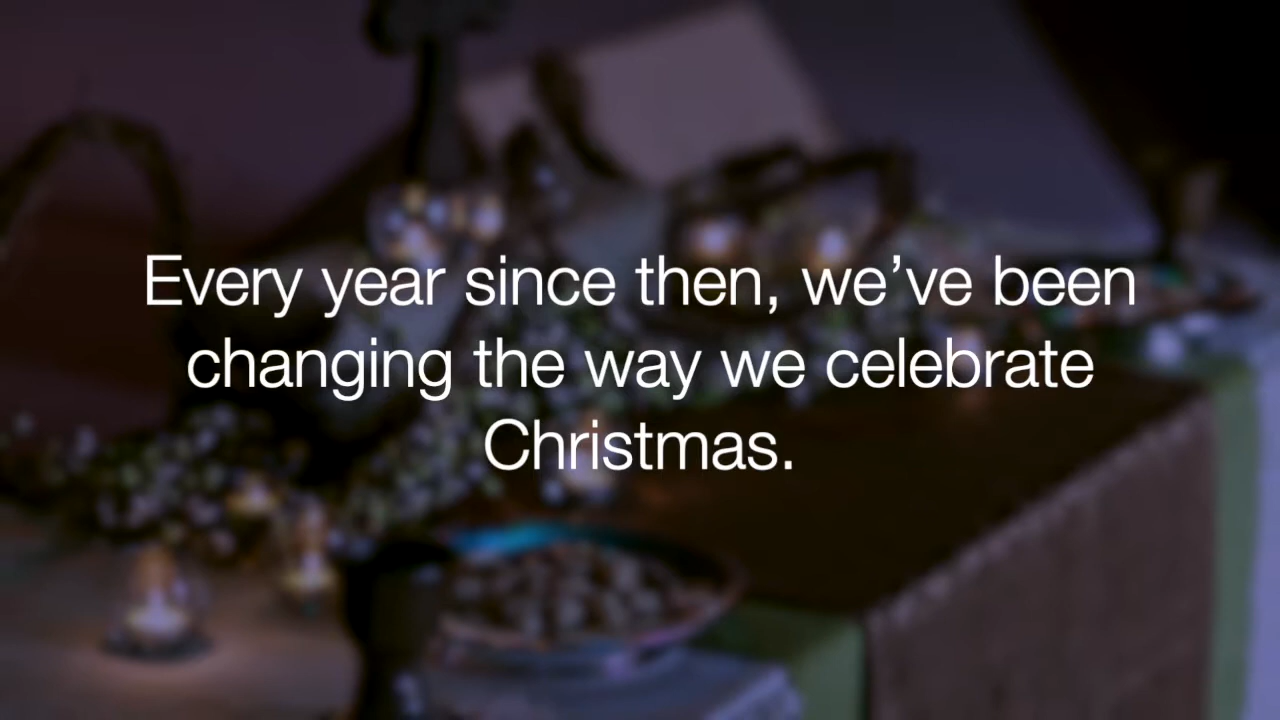 Every year since then, we’ve been
changing the way we celebrate
Christmas.